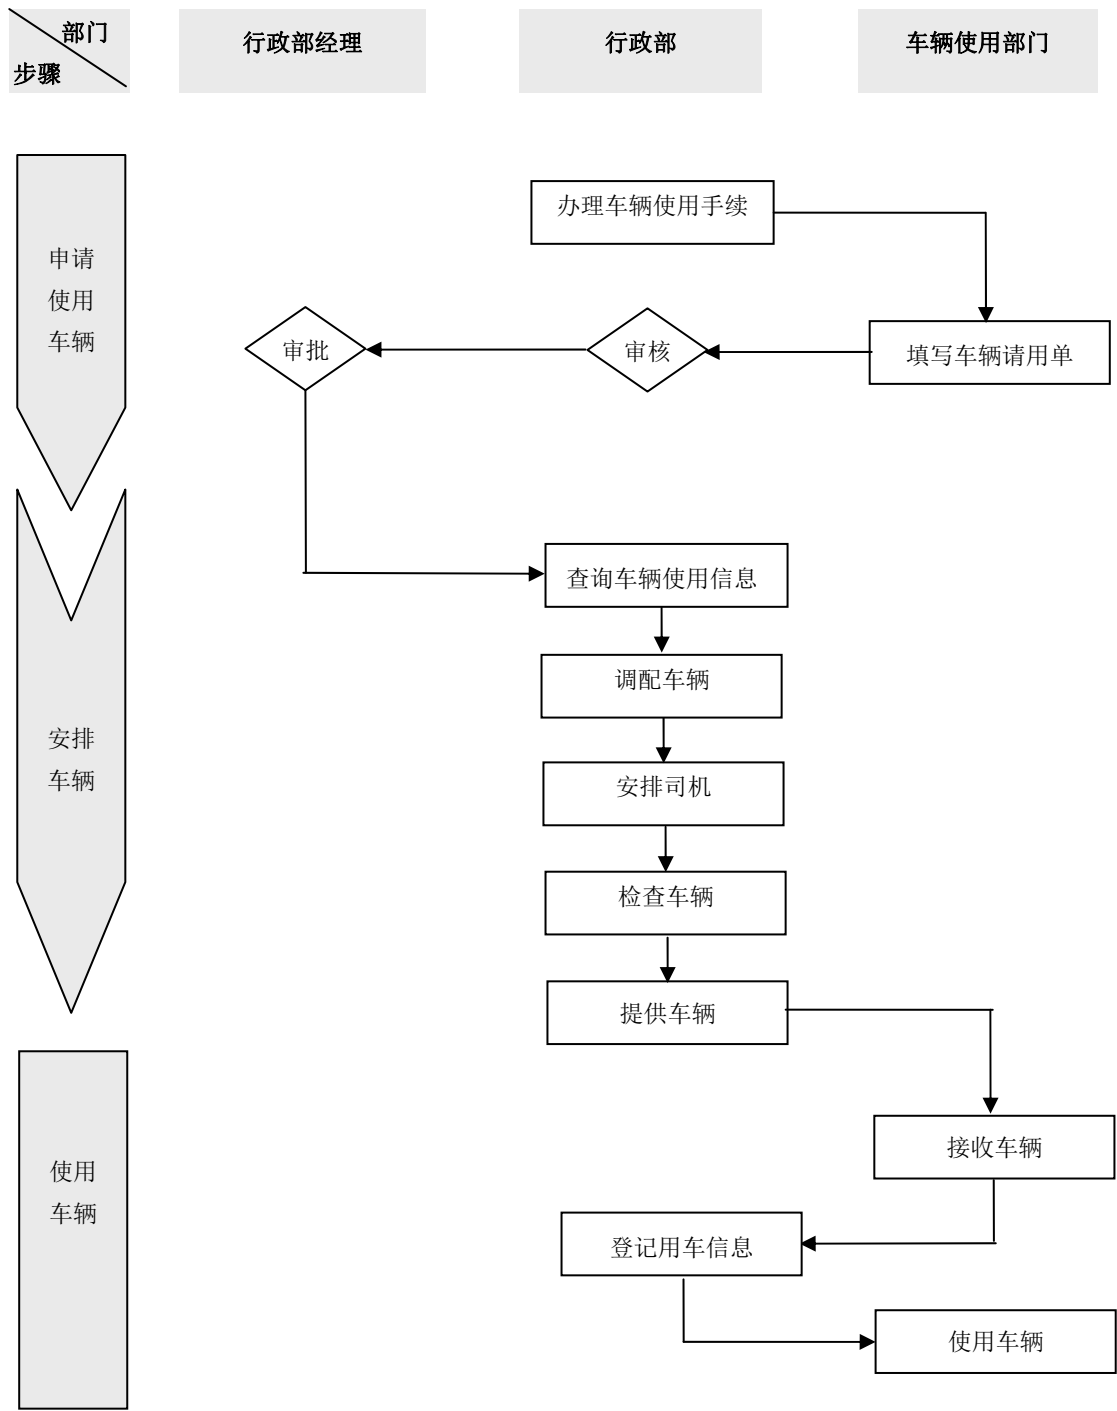 部门
步骤
行政部经理
行政部
车辆使用部门
申请
使用
车辆
办理车辆使用手续
审批
审核
填写车辆请用单
安排
车辆
查询车辆使用信息
调配车辆
安排司机
检查车辆
提供车辆
使用
车辆
接收车辆
登记用车信息
使用车辆